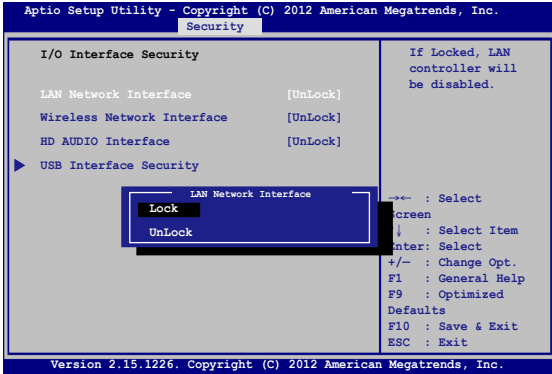 Aptio Setup Utility - Copyright (C) 2012 American Megatrends, Inc.
Security
I/O Interface Security
LAN Network Interface [UnLock]
Wireless Network Interface [UnLock]
HD AUDIO Interface [UnLock]
USB Interface Security
LAN Network Interface
Lock
UnLock
If Locked, LAN
controller will
be disabled.
→← : Select
Screen
↓ : Select Item
Enter: Select
+/— : Change Opt.
F1 : General Help
F9 : Optimized
Defaults
F10 : Save & Exit
ESC : Exit
Version 2.15.1226. Copyright (C) 2012 American Megatrends, Inc.